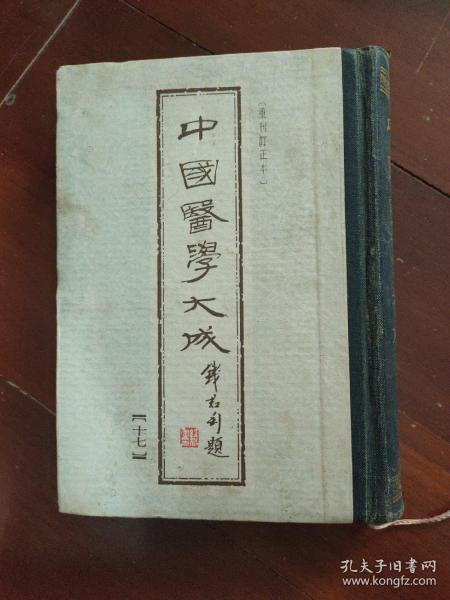 〔重刊訂正本〕
中國醫學大成
錢君匋題
【十七】
孔夫子旧书网
www.kongfz.com